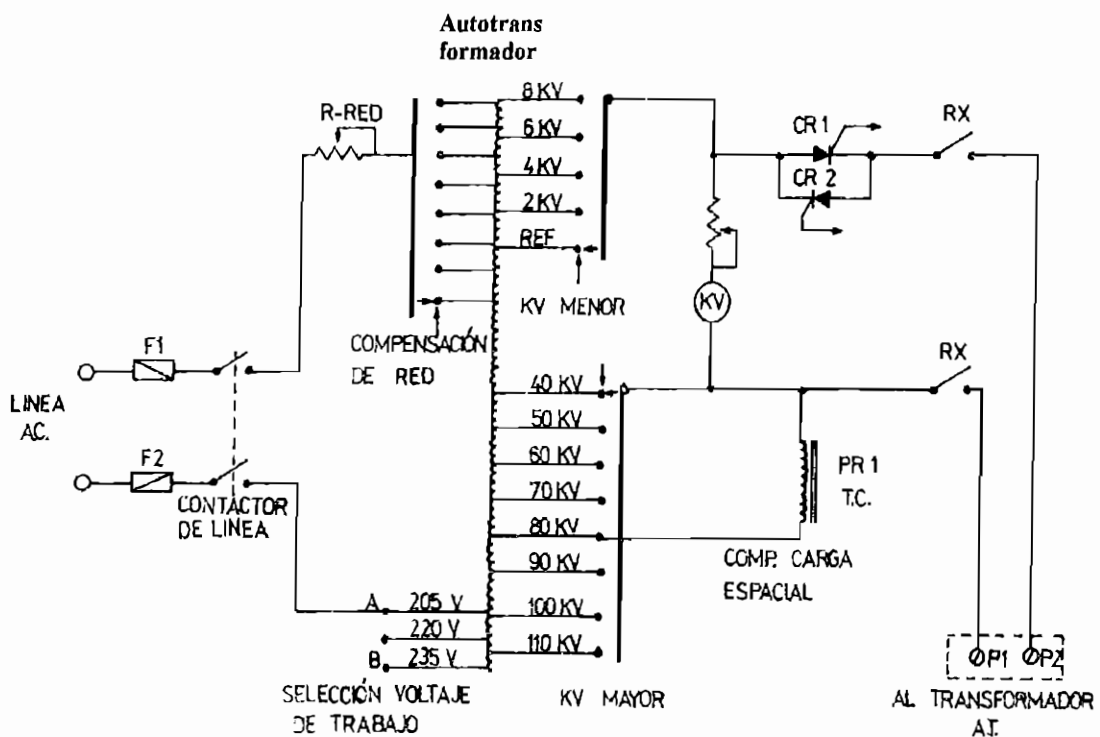 Autotrans
formador
8 KV
6 KV
4 KV
2 KV
REF
R-RED
KV MENOR
COMPENSACIÓN
DE RED
CR 1
CR 2
RX
KV
F1
LINEA
AC.
F2
CONTACTOR
DE LINEA
40 KV
50 KV
60 KV
70 KV
80 KV
90 KV
100 KV
110 KV
RX
PR 1
T.C.
COMP. CARGA
ESPACIAL
A 205 V
220 V
B 235 V
SELECCIÓN VOLTAJE
DE TRABAJO
KV MAYOR
P1 P2
AL TRANSFORMADOR
A.T.